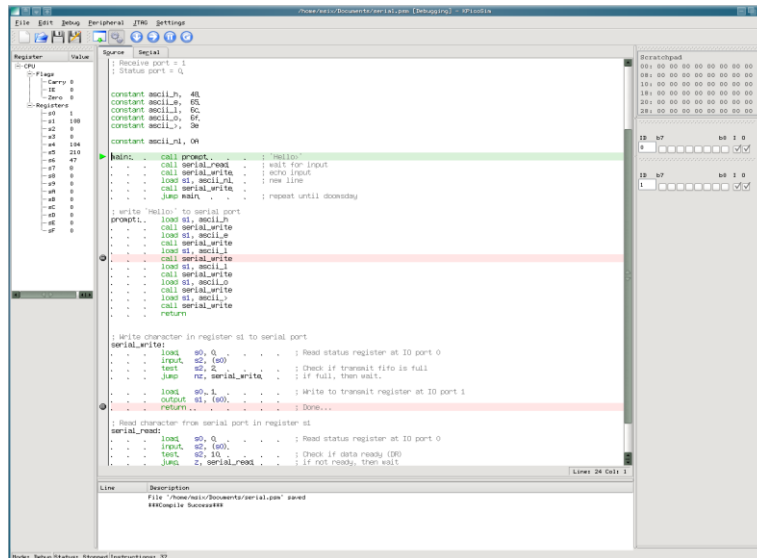 /home/msix/Documents/serial.psm [Debugging] - KPicoSim
File Edit Debug Peripheral JTAG Settings
Register Value
CPU
Flags
Carry 0
IE 0
Zero 0
Registers
s0 1
s1 108
s2 0
s3 0
s4 104
s5 210
s6 47
s7 0
s8 0
s9 0
sA 0
sB 0
sC 0
sD 0
sE 0
sF 0
Source Serial
; Receive port = 1
; Status port = 0
constant ascii_h, 48
constant ascii_e, 65
constant ascii_l, 6c
constant ascii_o, 6f
constant ascii_>, 3e
constant ascii_nl, 0A
main: call prompt ; `Hello>`
call serial_read ; wait for input
call serial_write ; echo input
load s1, ascii_nl ; new line
call serial_write
jump main ; repeat until doomsday
; write `Hello>` to serial port
prompt: load s1, ascii_h
call serial_write
load s1, ascii_e
call serial_write
load s1, ascii_l
call serial_write
load s1, ascii_l
call serial_write
load s1, ascii_o
call serial_write
load s1, ascii_>
call serial_write
return
; Write character in register s1 to serial port
serial_write:
load s0, 0 ; Read status register at IO port 0
input s2, (s0)
test s2, 2 ; Check if transmit fifo is full
jump nz, serial_write ; if full, then wait.
load s0, 1 ; Write to transmit register at IO port 1
output s1, (s0)
return ; Done...
; Read character from serial port in register s1
serial_read:
load s0, 0 ; Read status register at IO port 0
input s2, (s0)
test s2, 10 ; Check if data ready (DR)
jump z, serial_read ; if not ready, then wait
Line: 24 Col: 1
Line Description
File '/home/msix/Documents/serial.psm' saved
###Compile Success###
Scratchpad
00: 00 00 00 00 00 00 00 00
08: 00 00 00 00 00 00 00 00
10: 00 00 00 00 00 00 00 00
18: 00 00 00 00 00 00 00 00
20: 00 00 00 00 00 00 00 00
28: 00 00 00 00 00 00 00 00
ID b7 b0 I O
0
ID b7 b0 I O
1
Mode: Debug Status: Stopped Instructions: 37